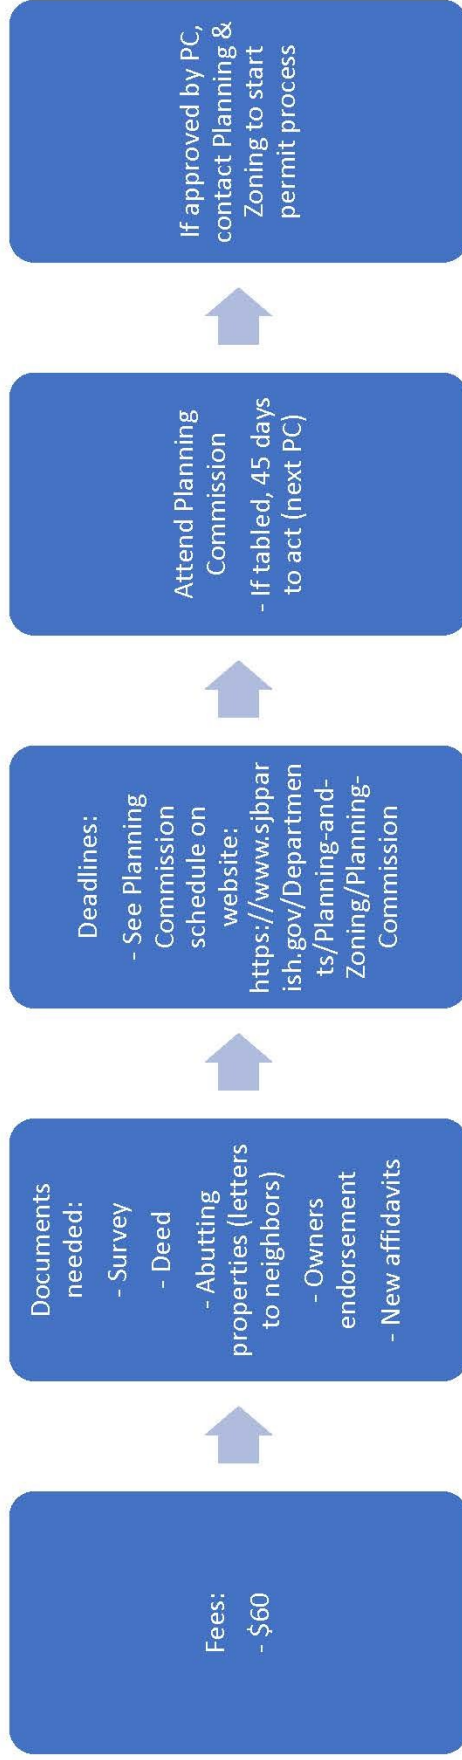 Fees:
- $60
Documents
needed:
- Survey
- Deed
- Abutting
properties (letters
to neighbors)
- Owners
endorsement
- New affidavits
Deadlines:
- See Planning
Commission
schedule on
website:
https://www.sjbpar
ish.gov/Departmen
ts/Planning-and-
Zoning/Planning-
Commission
Attend Planning
Commission
- If tabled, 45 days
to act (next PC)
If approved by PC,
contact Planning &
Zoning to start
permit process